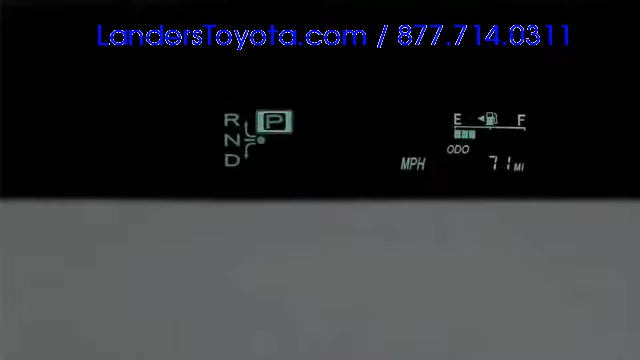 LandersToyota.com / 877.714.0311
R P
N
D
E F
ODO
MPH 71 MI